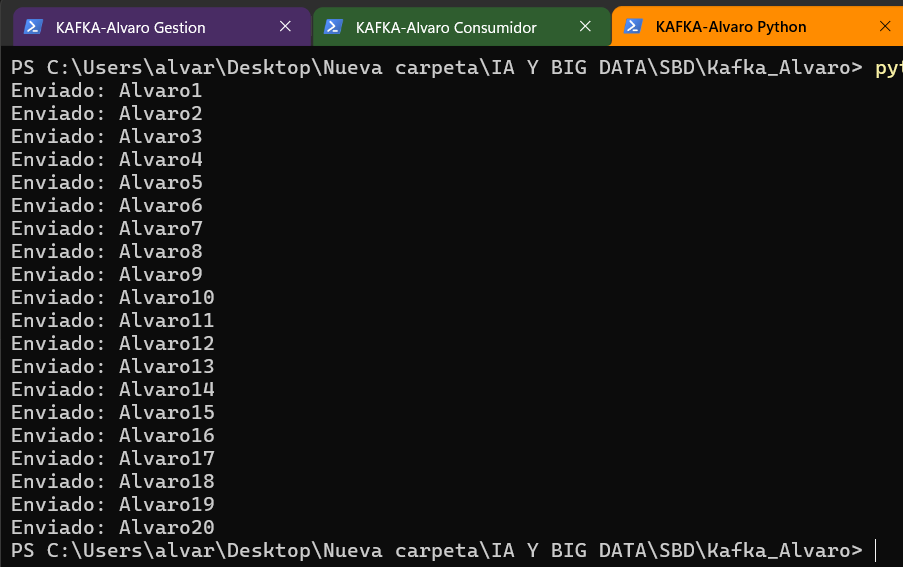 KAFKA-Alvaro Gestion
KAFKA-Alvaro Consumidor
KAFKA-Alvaro Python
PS C:\Users\alvar\Desktop\Nueva carpeta\IA Y BIG DATA\SBD\Kafka_Alvaro>
Enviado: Alvaro1
Enviado: Alvaro2
Enviado: Alvaro3
Enviado: Alvaro4
Enviado: Alvaro5
Enviado: Alvaro6
Enviado: Alvaro7
Enviado: Alvaro8
Enviado: Alvaro9
Enviado: Alvaro10
Enviado: Alvaro11
Enviado: Alvaro12
Enviado: Alvaro13
Enviado: Alvaro14
Enviado: Alvaro15
Enviado: Alvaro16
Enviado: Alvaro17
Enviado: Alvaro18
Enviado: Alvaro19
Enviado: Alvaro20
PS C:\Users\alvar\Desktop\Nueva carpeta\IA Y BIG DATA\SBD\Kafka_Alvaro>